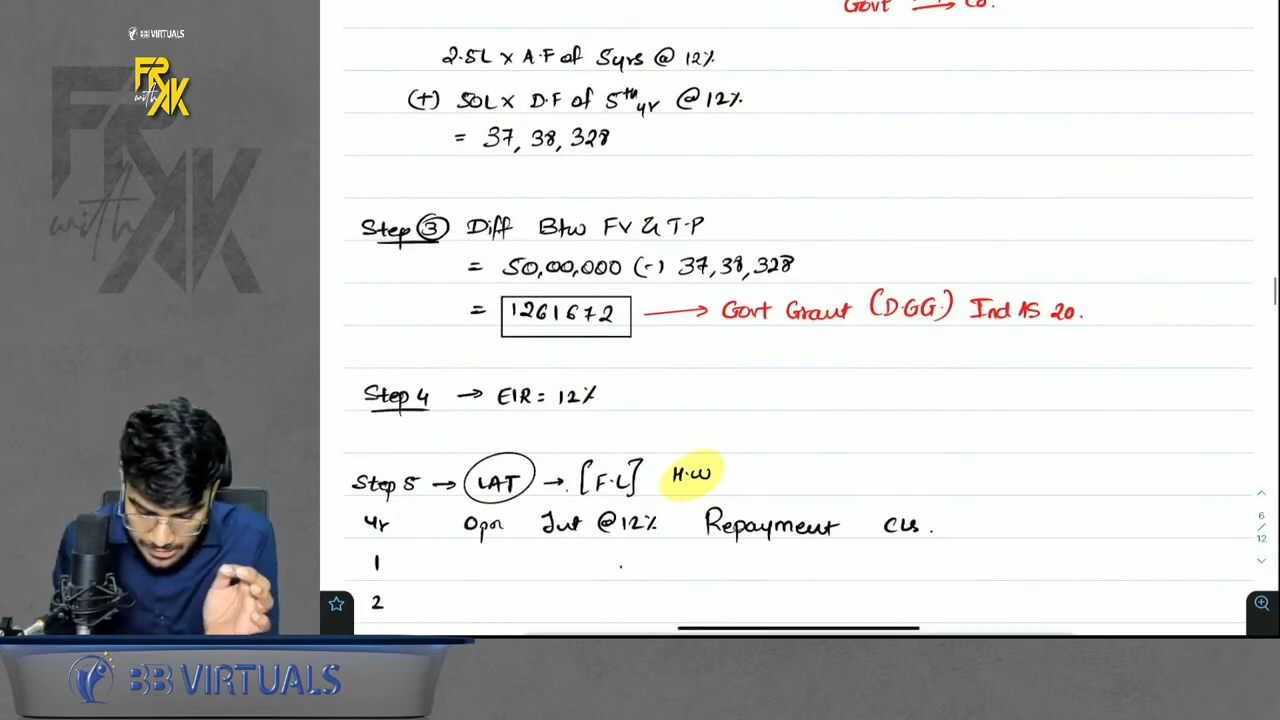 Govt → Co.
BB VIRTUALS
FR with AK
2.5L × A.F of 5yrs @ 12%
(+) 50L × D.F of 5th yr @ 12%
= 37,38,328
Step ③ Diff Btw FV & T.P
= 50,00,000 (-) 37,38,328
= 1261672 → Govt Grant (D.G.G.) Ind AS 20.
Step 4 → EIR = 12%
Step 5 → LAT → [F.L] H.W
Yr Opn Int @ 12% Repayment Cls.
1
2
6
/
12
BB VIRTUALS